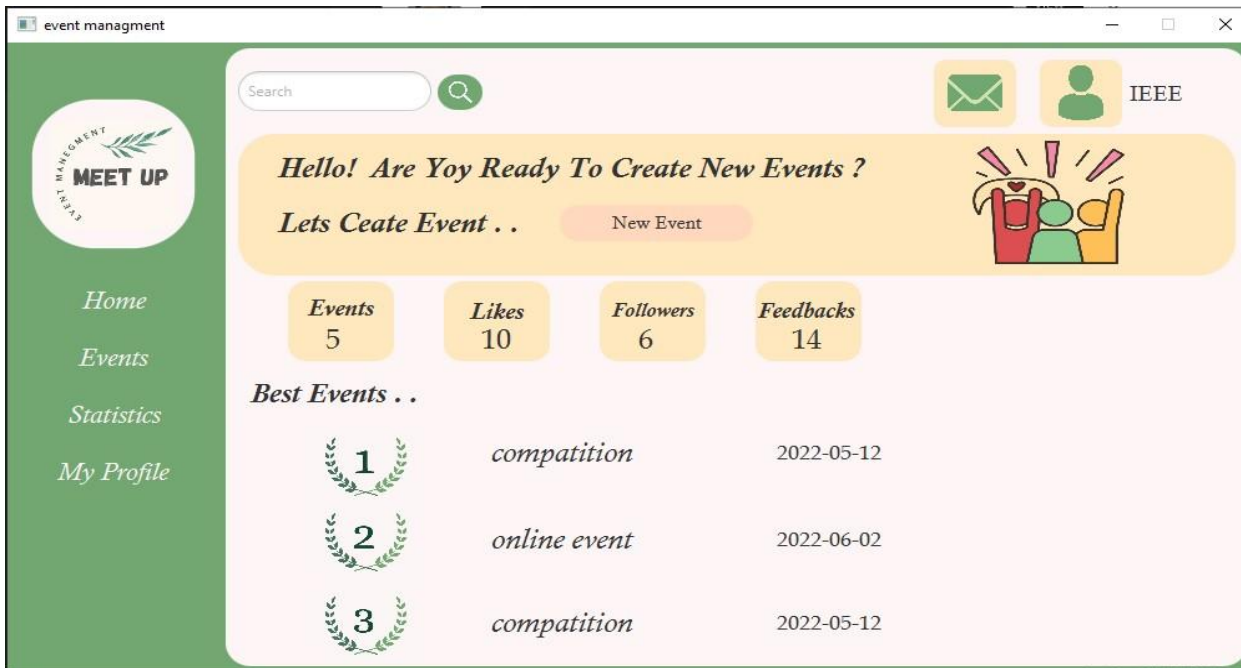 event managment
Search
IEEE
EVENT MANEGMENT
MEET UP
Hello! Are Yoy Ready To Create New Events ?
Lets Ceate Event . .
New Event
Home
Events
Statistics
My Profile
Events
5
Likes
10
Followers
6
Feedbacks
14
Best Events . .
1 compatition 2022-05-12
2 online event 2022-06-02
3 compatition 2022-05-12